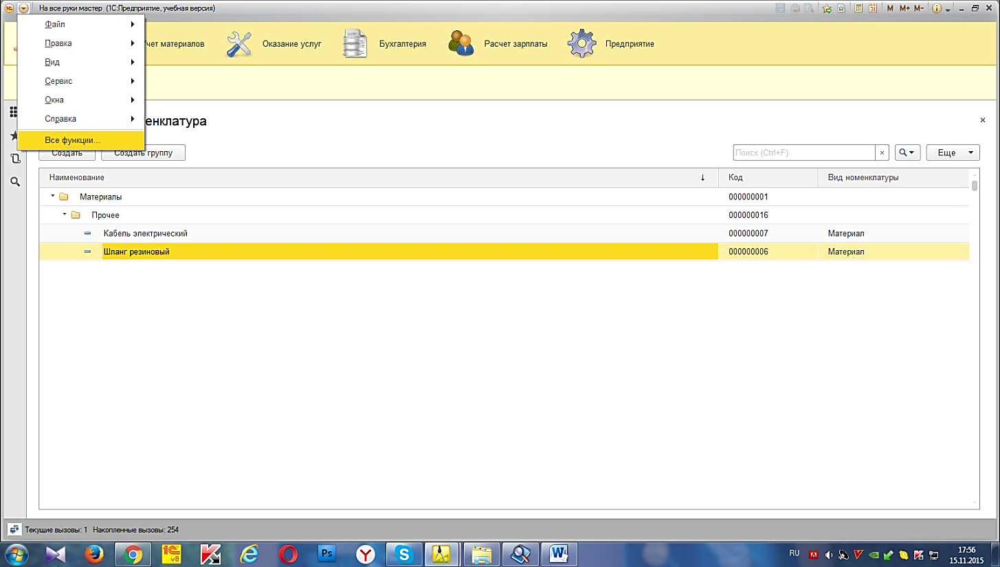 На все руки мастер (1С:Предприятие, учебная версия)
M M+ M-
31
Файл
Правка
Вид
Сервис
Окна
Справка
Все функции...
Учет материалов
Оказание услуг
Бухгалтерия
Расчет зарплаты
Предприятие
енклатура
Создать
Создать группу
Поиск (Ctrl+F)
Еще
Наименование
Код
Вид номенклатуры
Материалы
000000001
Прочее
000000016
Кабель электрический
000000007
Материал
Шланг резиновый
000000006
Материал
Текущие вызовы: 1 Накопленные вызовы: 254
RU
17:56
15.11.2015